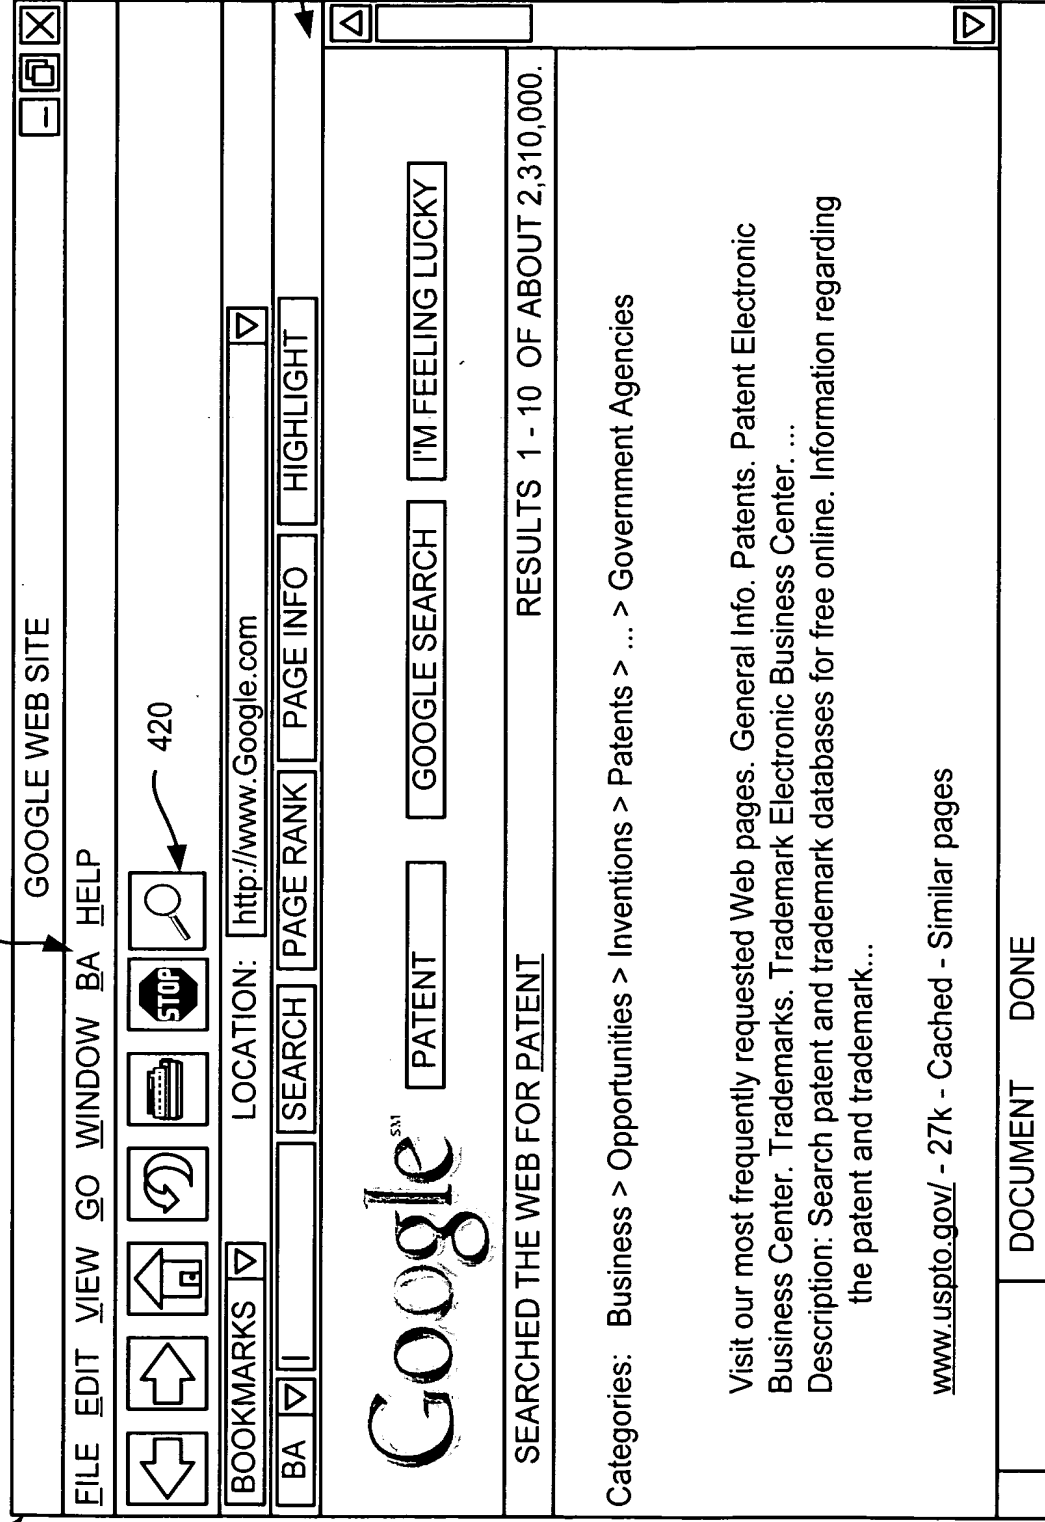 GOOGLE WEB SITE
FILE EDIT VIEW GO WINDOW BA HELP
STOP
420
BOOKMARKS LOCATION: http://www.Google.com
BA SEARCH PAGE RANK PAGE INFO HIGHLIGHT
Google SM PATENT GOOGLE SEARCH I'M FEELING LUCKY
SEARCHED THE WEB FOR PATENT RESULTS 1 - 10 OF ABOUT 2,310,000.
Categories: Business > Opportunities > Inventions > Patents > ... > Government Agencies
Visit our most frequently requested Web pages. General Info. Patents. Patent Electronic
Business Center. Trademarks. Trademark Electronic Business Center. ...
Description: Search patent and trademark databases for free online. Information regarding
the patent and trademark...
www.uspto.gov/ - 27k - Cached - Similar pages
DOCUMENT DONE